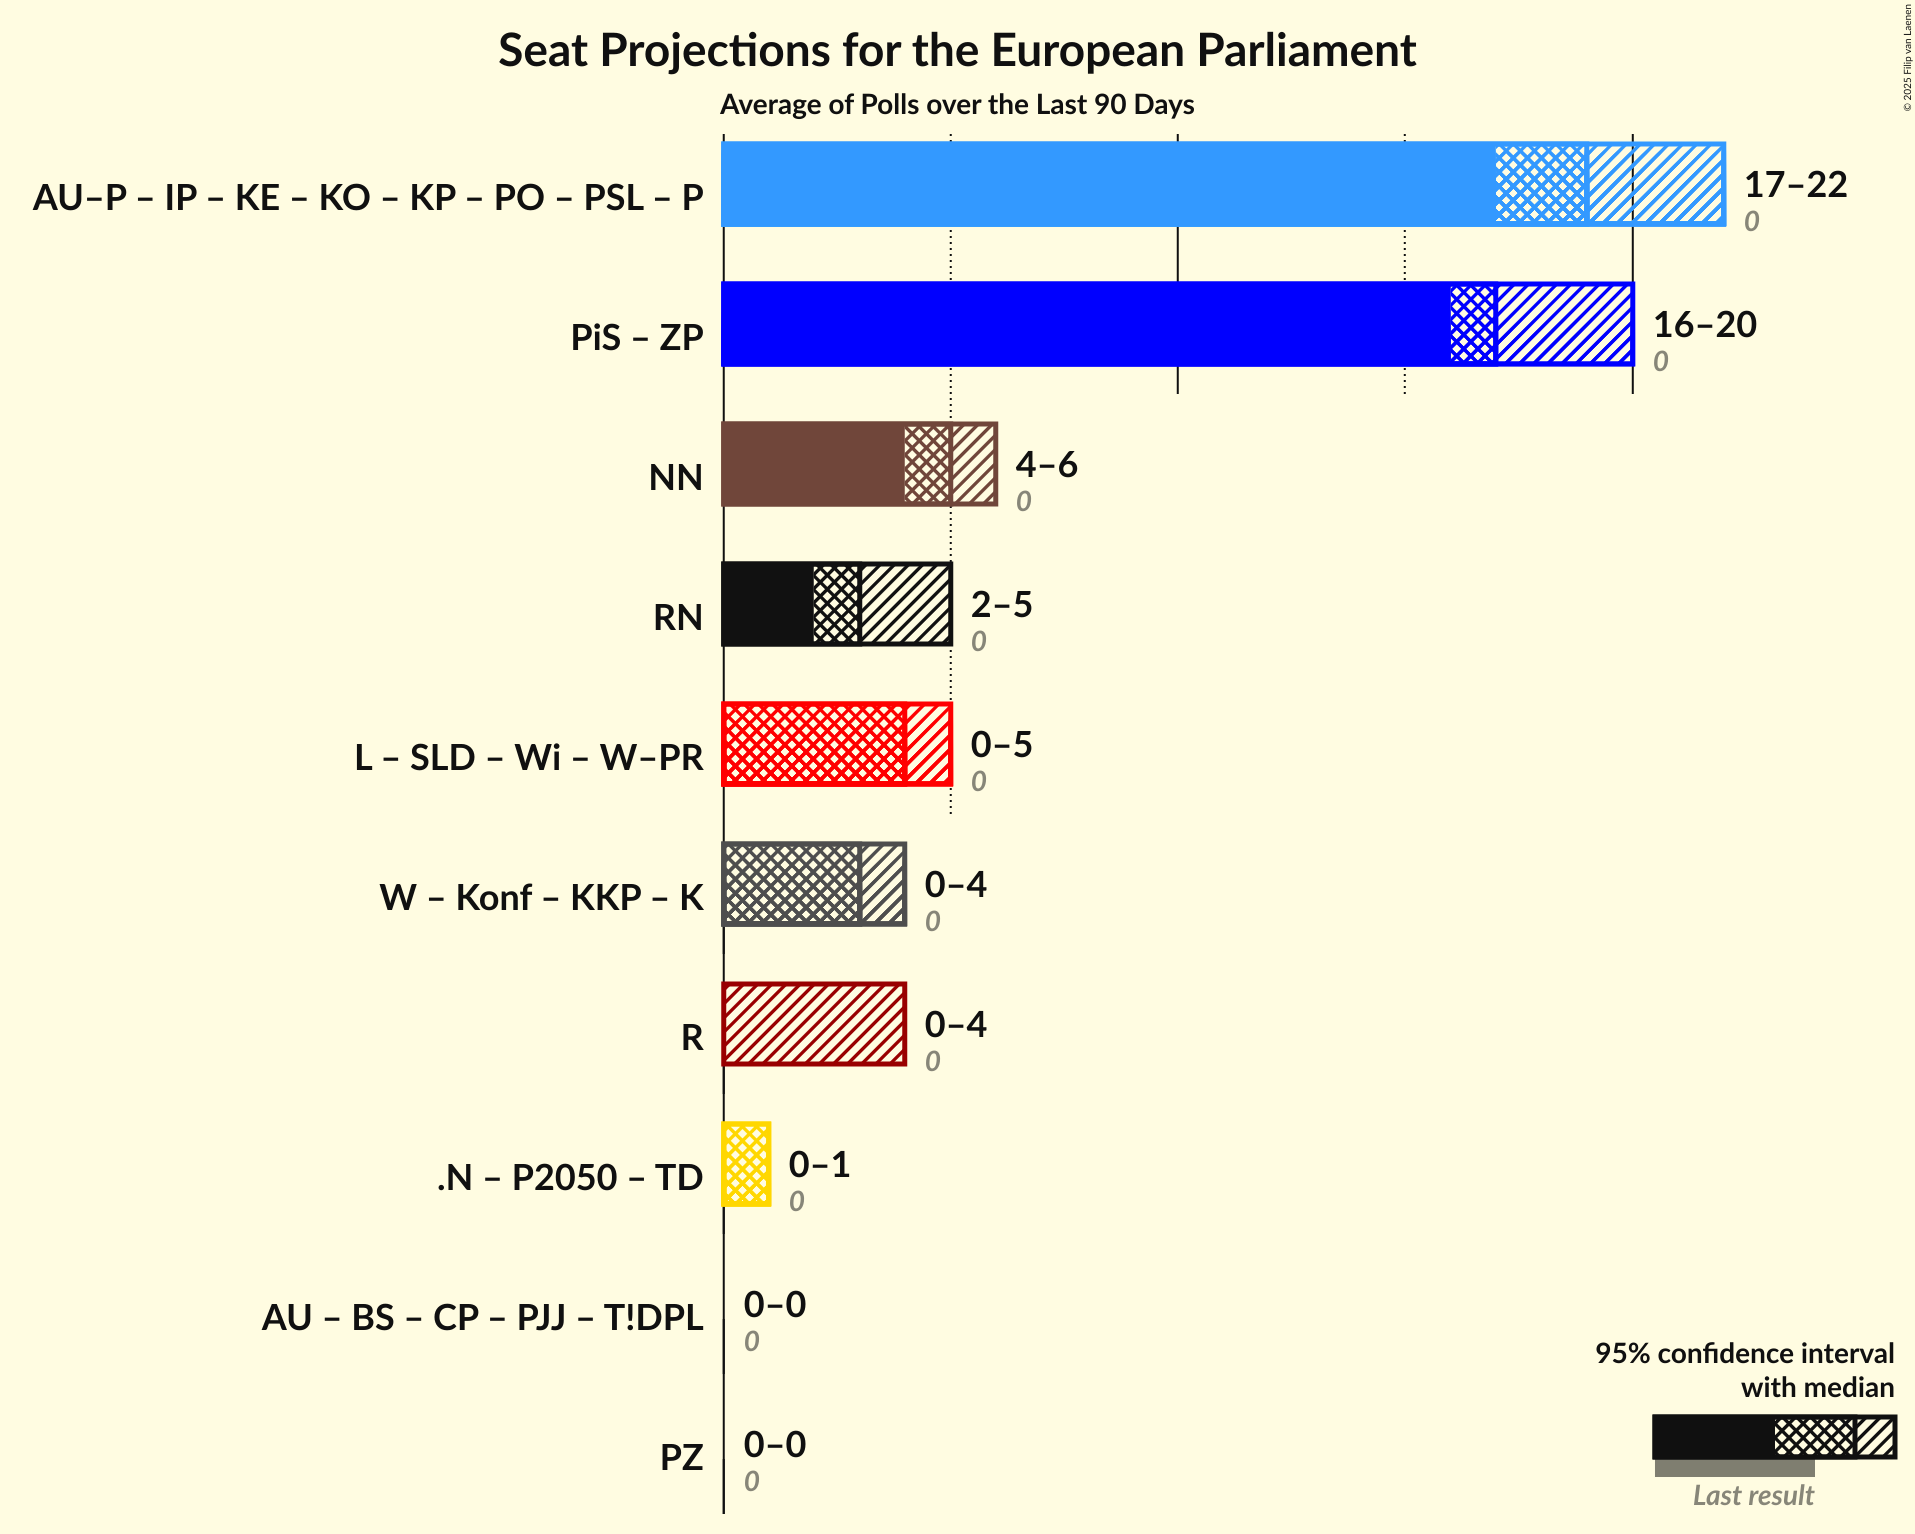 Seat Projections for the European Parliament
Average of Polls over the Last 90 Days
© 2025 Filip van Laenen
AU–P – IP – KE – KO – KP – PO – PSL – P
17–22
0
PiS – ZP
16–20
0
NN
4–6
0
RN
2–5
0
L – SLD – Wi – W–PR
0–5
0
W – Konf – KKP – K
0–4
0
R
0–4
0
.N – P2050 – TD
0–1
0
AU – BS – CP – PJJ – T!DPL
0–0
0
PZ
0–0
0
95% confidence interval
with median
Last result